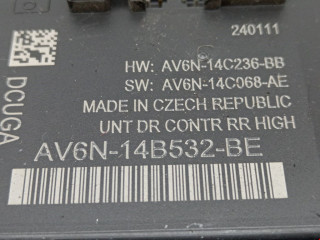 240111
HW: AV6N-14C236-BB
SW: AV6N-14C068-AE
MADE IN CZECH REPUBLIC
UNT DR CONTR RR HIGH
AV6N-14B532-BE
DCUGA